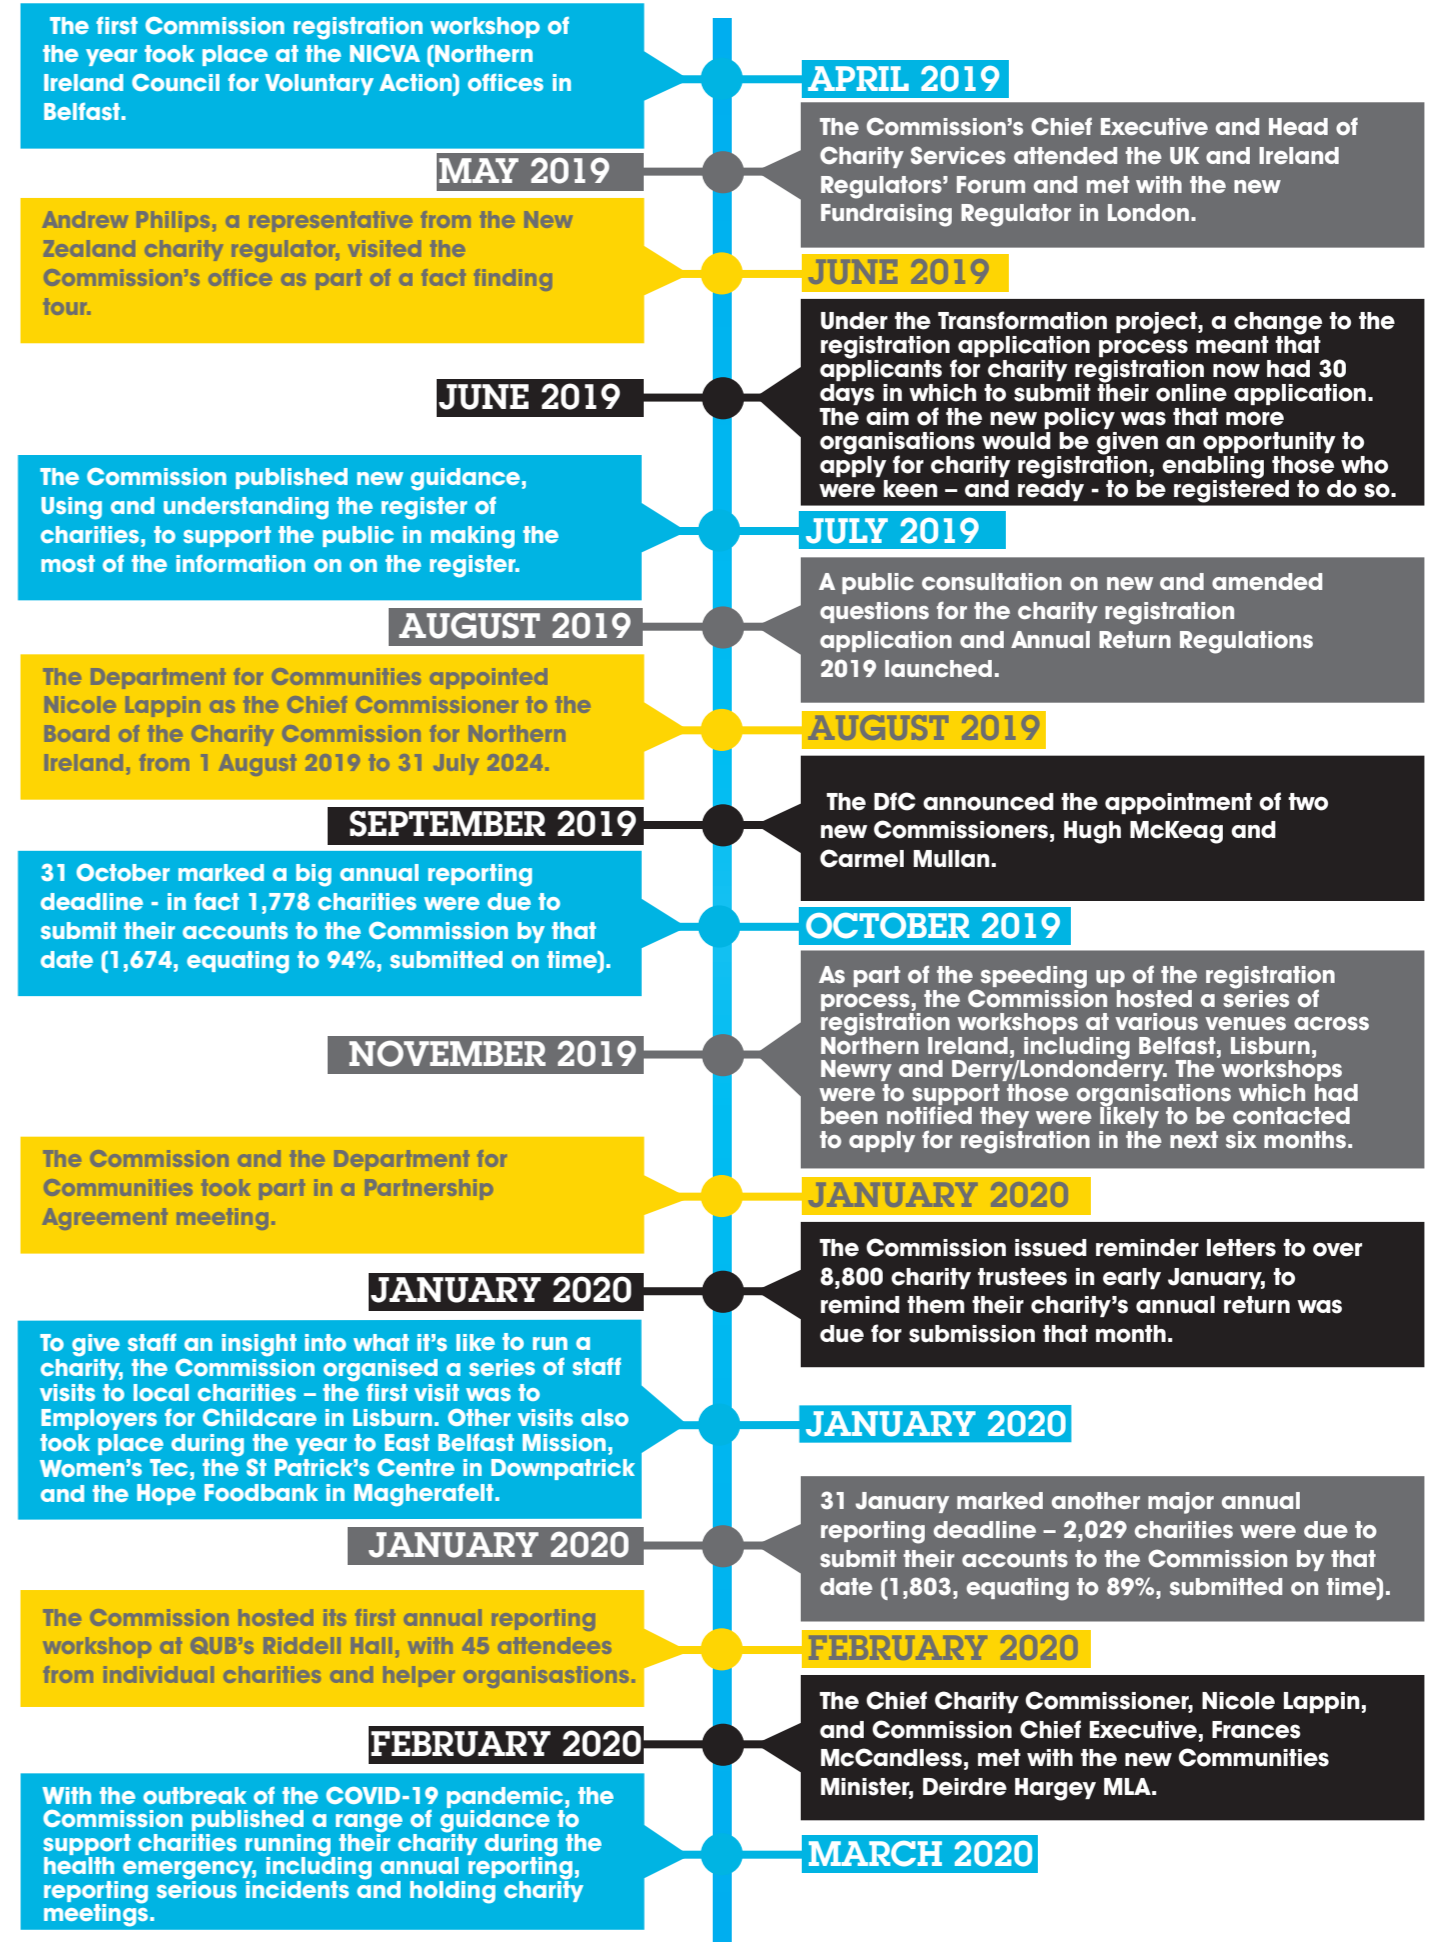 The first Commission registration workshop of
the year took place at the NICVA (Northern
Ireland Council for Voluntary Action) offices in
Belfast.
APRIL 2019
The Commission's Chief Executive and Head of
Charity Services attended the UK and Ireland
Regulators' Forum and met with the new
Fundraising Regulator in London.
MAY 2019
Andrew Philips, a representative from the New
Zealand charity regulator, visited the
Commission's office as part of a fact finding
tour.
JUNE 2019
Under the Transformation project, a change to the
registration application process meant that
applicants for charity registration now had 30
days in which to submit their online application.
The aim of the new policy was that more
organisations would be given an opportunity to
apply for charity registration, enabling those who
were keen – and ready - to be registered to do so.
JUNE 2019
The Commission published new guidance,
Using and understanding the register of
charities, to support the public in making the
most of the information on on the register.
JULY 2019
A public consultation on new and amended
questions for the charity registration
application and Annual Return Regulations
2019 launched.
AUGUST 2019
The Department for Communities appointed
Nicole Lappin as the Chief Commissioner to the
Board of the Charity Commission for Northern
Ireland, from 1 August 2019 to 31 July 2024.
AUGUST 2019
The DfC announced the appointment of two
new Commissioners, Hugh McKeag and
Carmel Mullan.
SEPTEMBER 2019
31 October marked a big annual reporting
deadline - in fact 1,778 charities were due to
submit their accounts to the Commission by that
date (1,674, equating to 94%, submitted on time).
OCTOBER 2019
As part of the speeding up of the registration
process, the Commission hosted a series of
registration workshops at various venues across
Northern Ireland, including Belfast, Lisburn,
Newry and Derry/Londonderry. The workshops
were to support those organisations which had
been notified they were likely to be contacted
to apply for registration in the next six months.
NOVEMBER 2019
The Commission and the Department for
Communities took part in a Partnership
Agreement meeting.
JANUARY 2020
The Commission issued reminder letters to over
8,800 charity trustees in early January, to
remind them their charity's annual return was
due for submission that month.
JANUARY 2020
To give staff an insight into what it's like to run a
charity, the Commission organised a series of staff
visits to local charities – the first visit was to
Employers for Childcare in Lisburn. Other visits also
took place during the year to East Belfast Mission,
Women's Tec, the St Patrick's Centre in Downpatrick
and the Hope Foodbank in Magherafelt.
JANUARY 2020
31 January marked another major annual
reporting deadline – 2,029 charities were due to
submit their accounts to the Commission by that
date (1,803, equating to 89%, submitted on time).
JANUARY 2020
The Commission hosted its first annual reporting
workshop at QUB's Riddell Hall, with 45 attendees
from individual charities and helper organisastions.
FEBRUARY 2020
The Chief Charity Commissioner, Nicole Lappin,
and Commission Chief Executive, Frances
McCandless, met with the new Communities
Minister, Deirdre Hargey MLA.
FEBRUARY 2020
With the outbreak of the COVID-19 pandemic, the
Commission published a range of guidance to
support charities running their charity during the
health emergency, including annual reporting,
reporting serious incidents and holding charity
meetings.
MARCH 2020